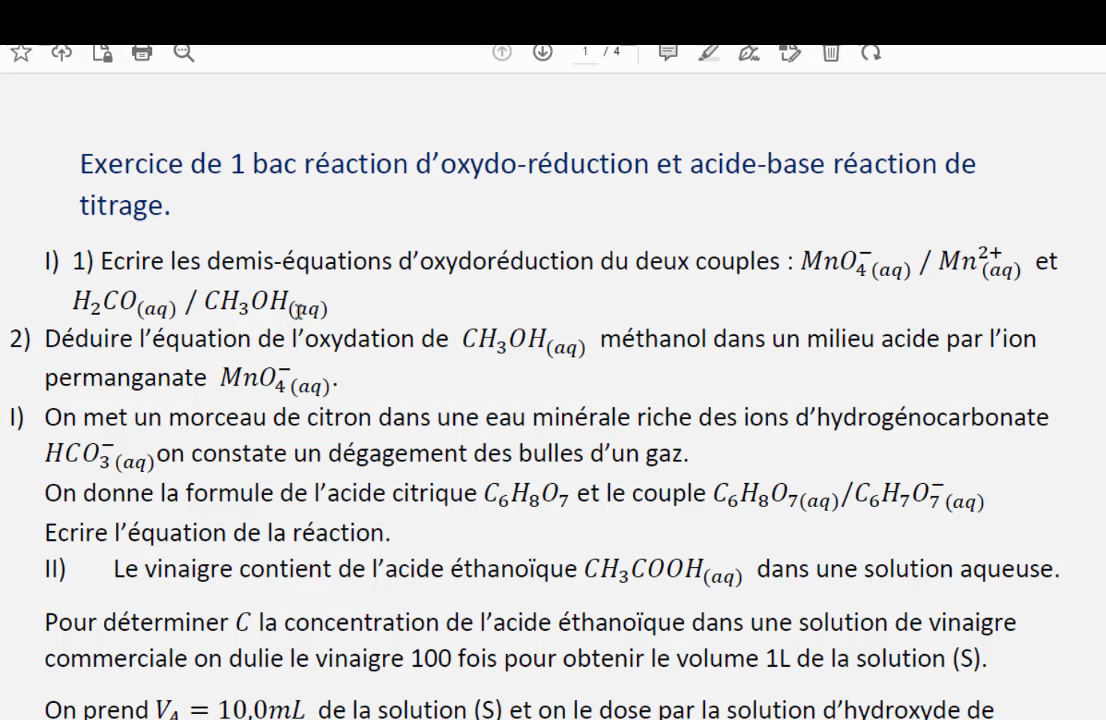 1 / 4
Exercice de 1 bac réaction d’oxydo-réduction et acide-base réaction de
titrage.
I) 1) Ecrire les demis-équations d’oxydoréduction du deux couples : MnO₄⁻(aq) / Mn²⁺(aq) et
H₂CO(aq) / CH₃OH(aq)
2) Déduire l’équation de l’oxydation de CH₃OH(aq) méthanol dans un milieu acide par l’ion
permanganate MnO₄⁻(aq).
I) On met un morceau de citron dans une eau minérale riche des ions d’hydrogénocarbonate
HCO₃⁻(aq) on constate un dégagement des bulles d’un gaz.
On donne la formule de l’acide citrique C₆H₈O₇ et le couple C₆H₈O₇(aq)/C₆H₇O₇⁻(aq)
Ecrire l’équation de la réaction.
II) Le vinaigre contient de l’acide éthanoïque CH₃COOH(aq) dans une solution aqueuse.
Pour déterminer C la concentration de l’acide éthanoïque dans une solution de vinaigre
commerciale on dulie le vinaigre 100 fois pour obtenir le volume 1L de la solution (S).
On prend V_A = 10,0mL de la solution (S) et on le dose par la solution d’hydroxyde de